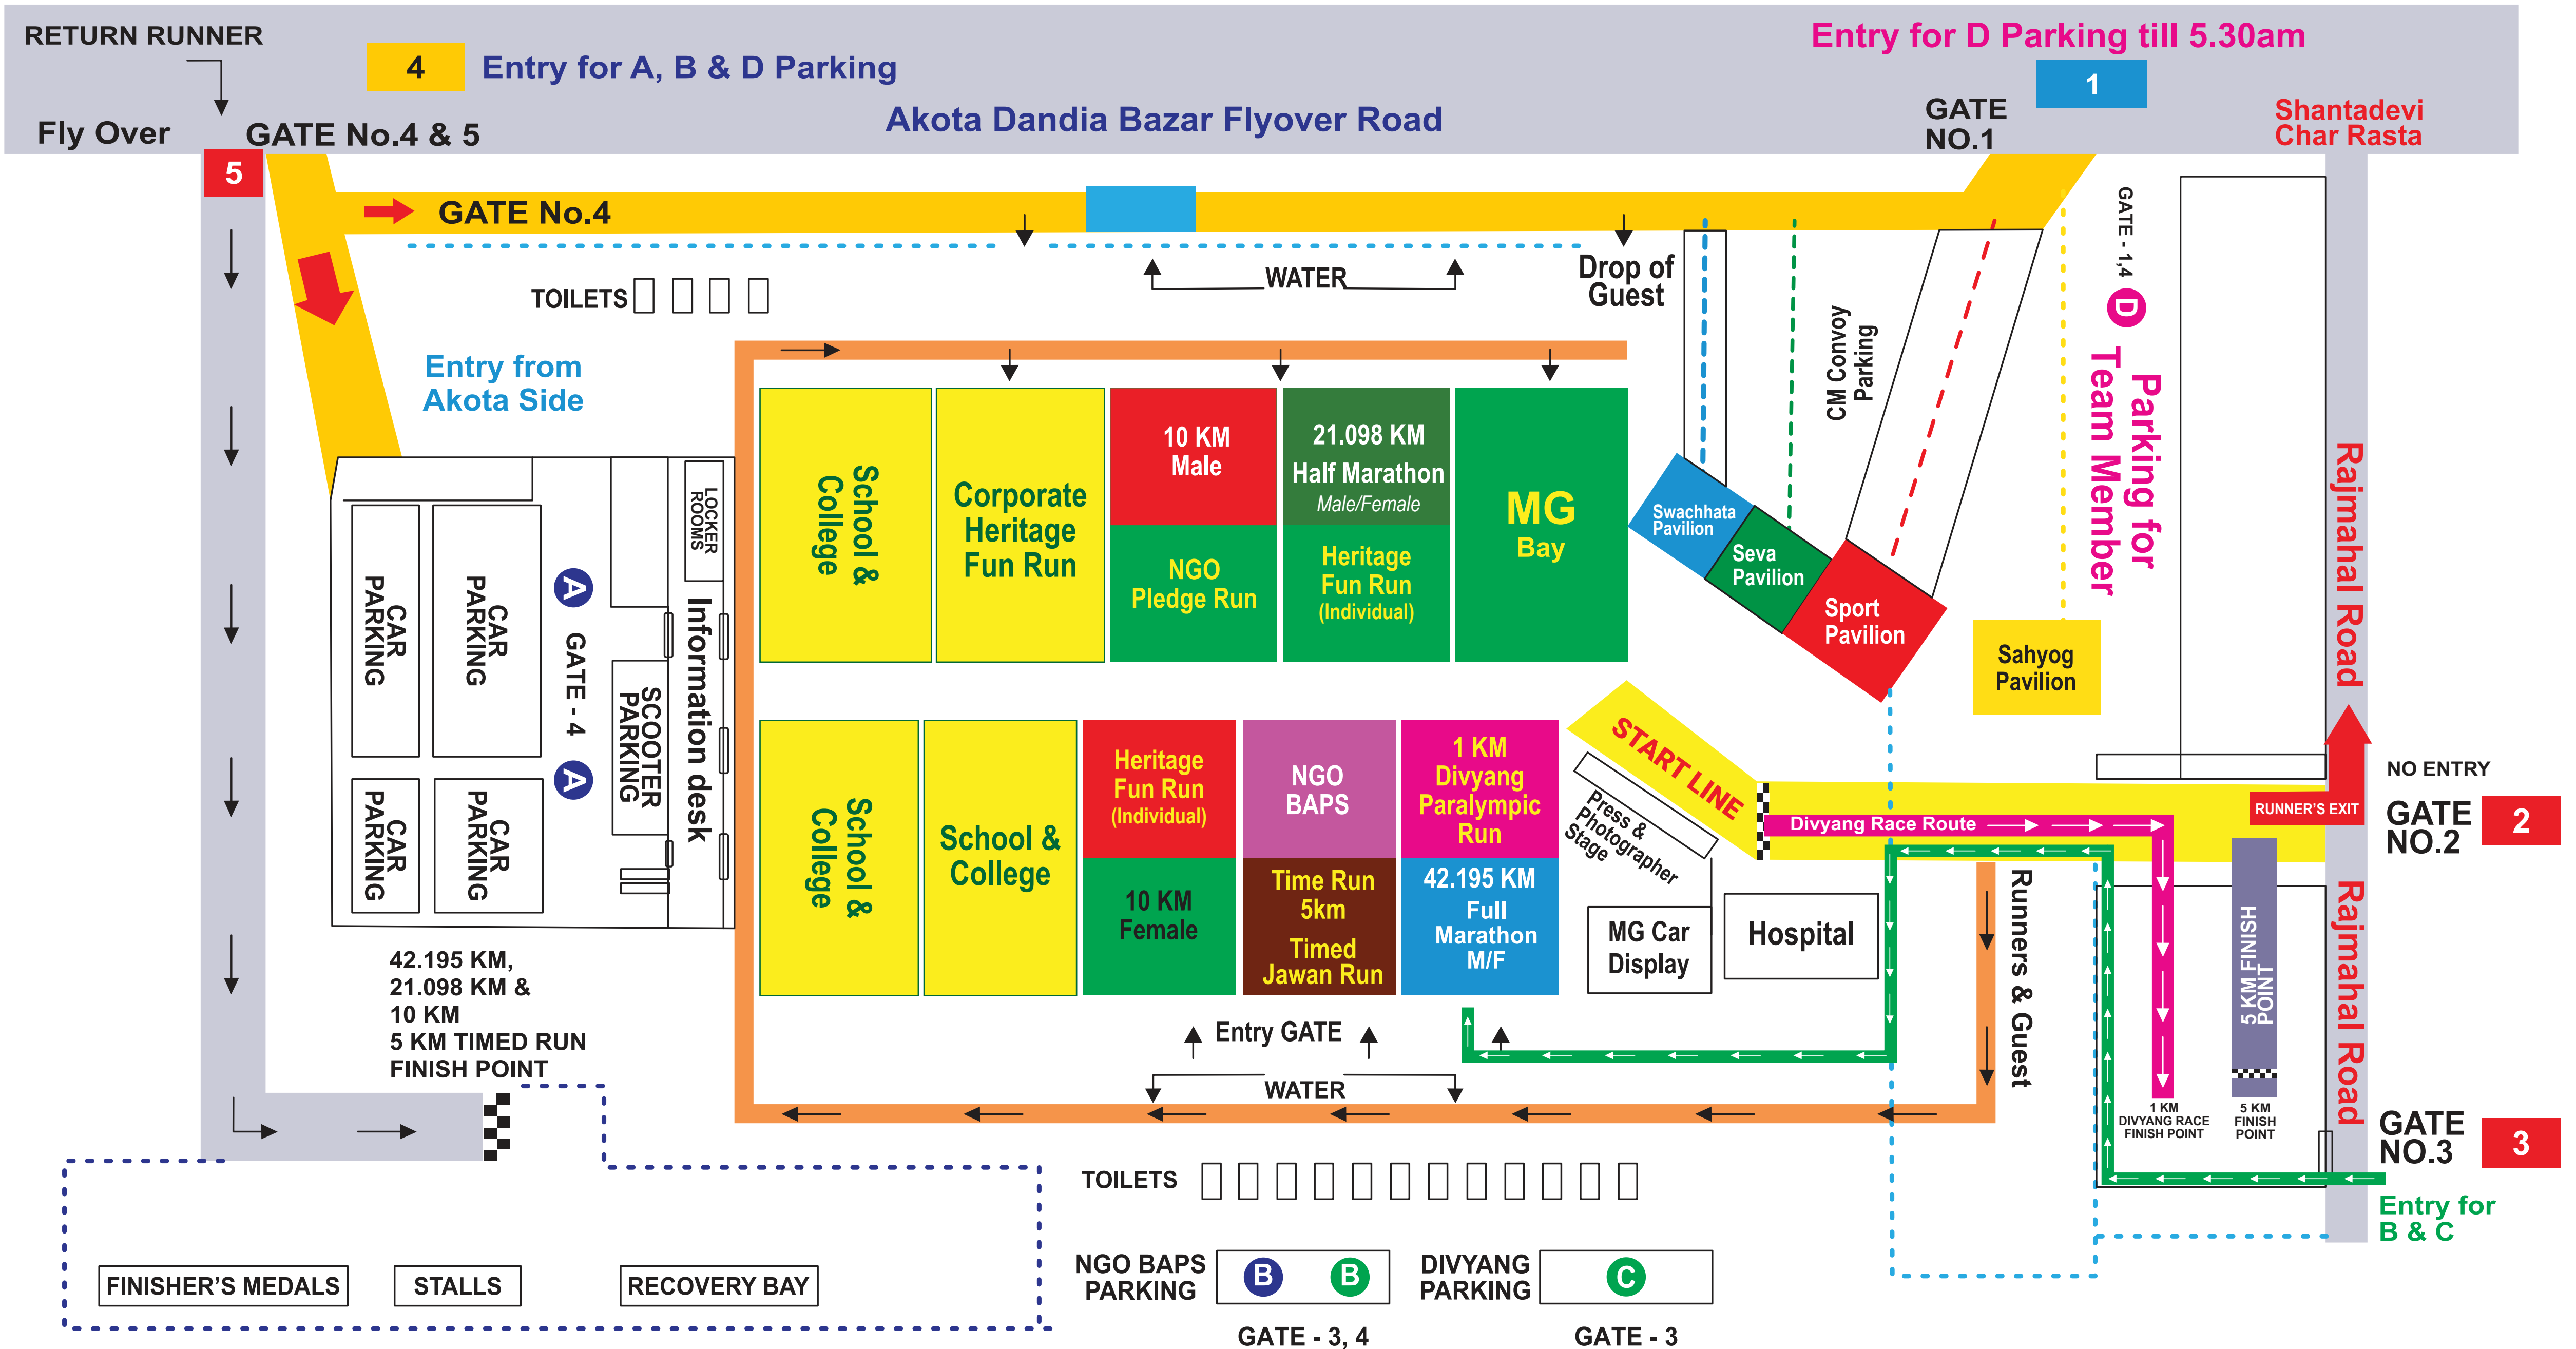 RETURN RUNNER
4
Entry for A, B & D Parking
Entry for D Parking till 5.30am
1
Akota Dandia Bazar Flyover Road
GATE
NO.1
Shantadevi
Char Rasta
Fly Over
GATE No.4 & 5
5
GATE No.4
GATE - 1,4
D
Parking for
Team Member
TOILETS
WATER
Drop of
Guest
CM Convoy
Parking
Entry from
Akota Side
School &
College
Corporate
Heritage
Fun Run
10 KM
Male
21.098 KM
Half Marathon
Male/Female
MG
Bay
NGO
Pledge Run
Heritage
Fun Run
(Individual)
Swachhata
Pavilion
Seva
Pavilion
Sport
Pavilion
Sahyog
Pavilion
Rajmahal Road
LOCKER
ROOMS
CAR
PARKING
CAR
PARKING
A
GATE - 4
A
SCOOTER
PARKING
Information desk
CAR
PARKING
CAR
PARKING
School &
College
School &
College
Heritage
Fun Run
(Individual)
NGO
BAPS
1 KM
Divyang
Paralympic
Run
10 KM
Female
Time Run
5km
Timed
Jawan Run
42.195 KM
Full
Marathon
M/F
START LINE
Press &
Photographer
Stage
MG Car
Display
Hospital
Divyang Race Route
RUNNER'S EXIT
NO ENTRY
GATE
NO.2
2
Runners & Guest
5 KM FINISH
POINT
Rajmahal Road
1 KM
DIVYANG RACE
FINISH POINT
5 KM
FINISH
POINT
GATE
NO.3
3
Entry for
B & C
42.195 KM,
21.098 KM &
10 KM
5 KM TIMED RUN
FINISH POINT
Entry GATE
WATER
TOILETS
FINISHER'S MEDALS
STALLS
RECOVERY BAY
NGO BAPS
PARKING
B
B
GATE - 3, 4
DIVYANG
PARKING
C
GATE - 3